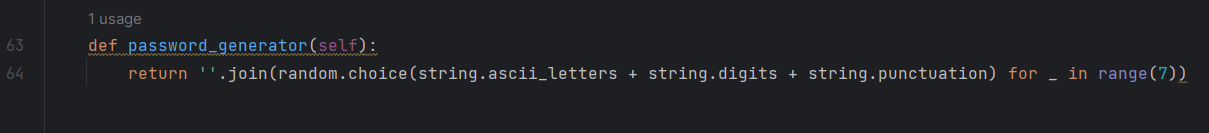 1 usage
63 def password_generator(self):
64 return ''.join(random.choice(string.ascii_letters + string.digits + string.punctuation) for _ in range(7))